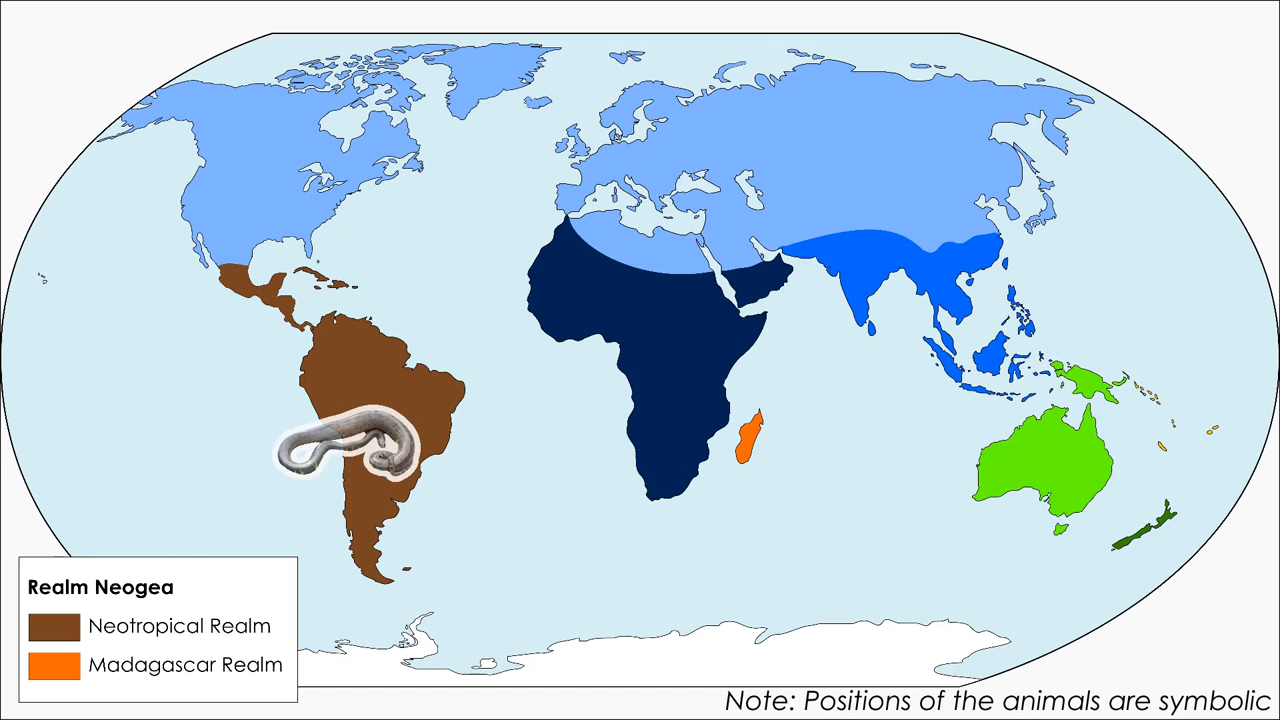 Realm Neogea
Neotropical Realm
Madagascar Realm
Note: Positions of the animals are symbolic